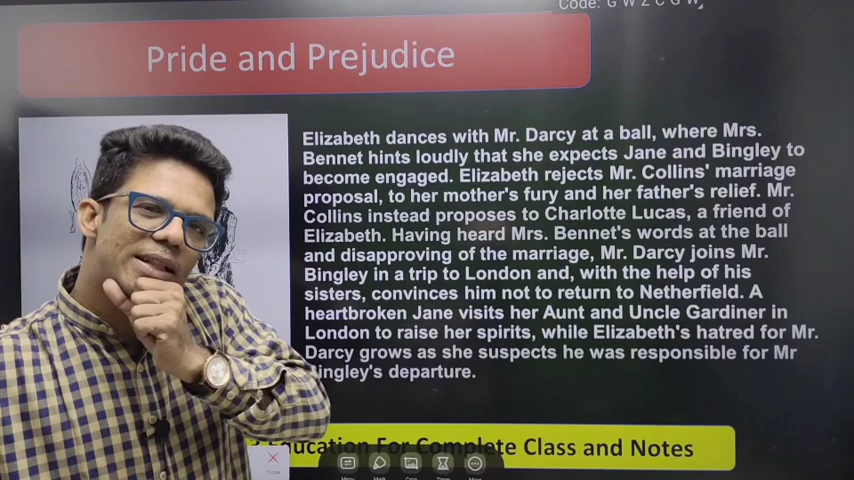 Code: G W Z C G W
Pride and Prejudice
Elizabeth dances with Mr. Darcy at a ball, where Mrs.
Bennet hints loudly that she expects Jane and Bingley to
become engaged. Elizabeth rejects Mr. Collins' marriage
proposal, to her mother's fury and her father's relief. Mr.
Collins instead proposes to Charlotte Lucas, a friend of
Elizabeth. Having heard Mrs. Bennet's words at the ball
and disapproving of the marriage, Mr. Darcy joins Mr.
Bingley in a trip to London and, with the help of his
sisters, convinces him not to return to Netherfield. A
heartbroken Jane visits her Aunt and Uncle Gardiner in
London to raise her spirits, while Elizabeth's hatred for Mr.
Darcy grows as she suspects he was responsible for Mr
ingley's departure.
Education For Complete Class and Notes
Close
Menu
Mark